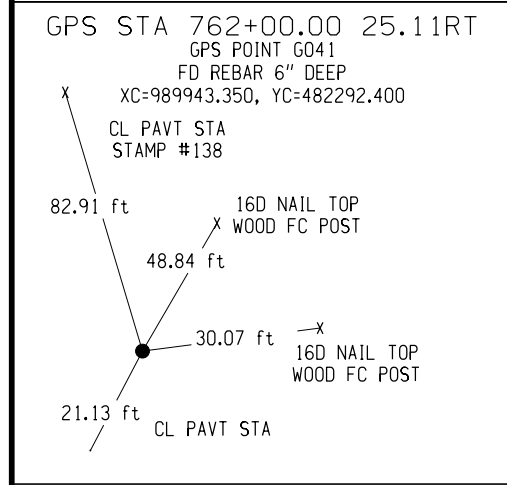 GPS STA 762+00.00 25.11RT
GPS POINT G041
FD REBAR 6" DEEP
XC=989943.350, YC=482292.400
CL PAVT STA
STAMP #138
82.91 ft
16D NAIL TOP
WOOD FC POST
48.84 ft
30.07 ft
16D NAIL TOP
WOOD FC POST
21.13 ft
CL PAVT STA